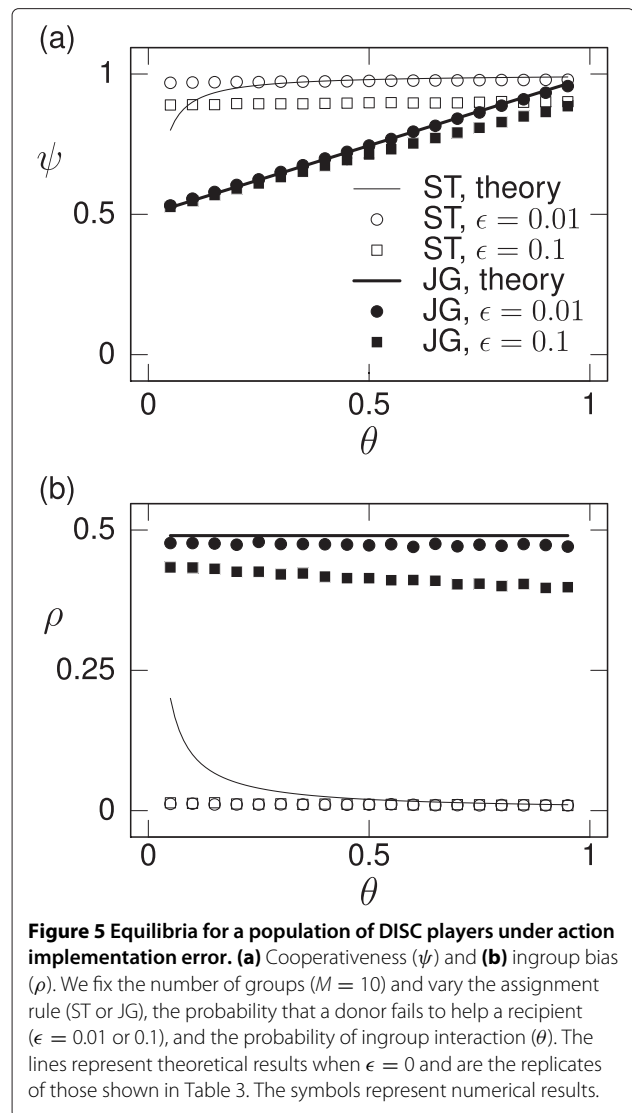 (a)
1
ψ
0.5
0
ST, theory
ST, ϵ = 0.01
ST, ϵ = 0.1
JG, theory
JG, ϵ = 0.01
JG, ϵ = 0.1
0 0.5 1
θ
(b)
0.5
ρ
0.25
0
0 0.5 1
θ
Figure 5 Equilibria for a population of DISC players under action
implementation error. (a) Cooperativeness (ψ) and (b) ingroup bias
(ρ). We fix the number of groups (M = 10) and vary the assignment
rule (ST or JG), the probability that a donor fails to help a recipient
(ϵ = 0.01 or 0.1), and the probability of ingroup interaction (θ). The
lines represent theoretical results when ϵ = 0 and are the replicates
of those shown in Table 3. The symbols represent numerical results.